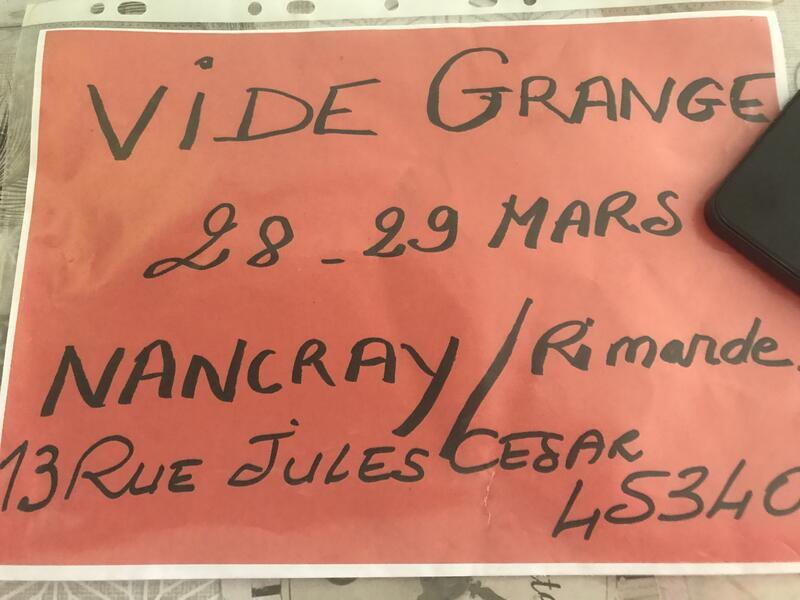 ViDE GRANGE
28 - 29 MARS
NANCRAY / Rimarde.
13 RUE JULES CESAR
45340